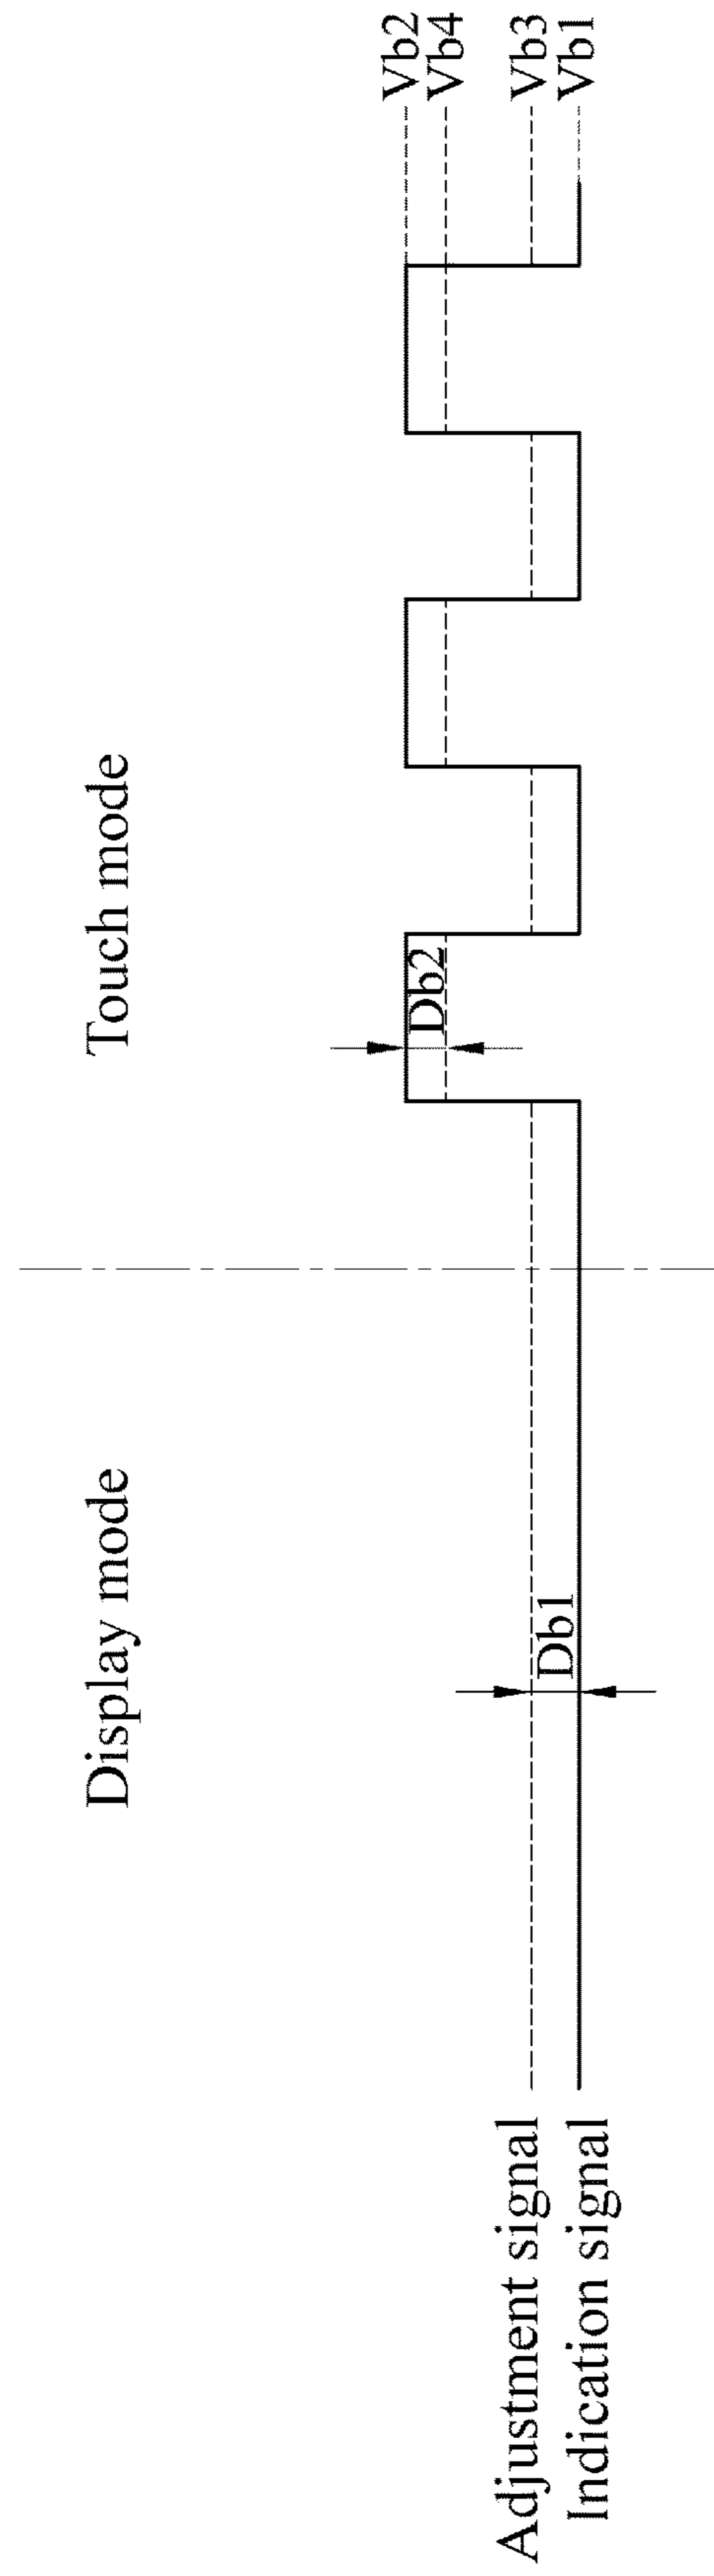 Display mode
Touch mode
Vb2
Vb4
Db2
Vb3
Db1
Vb1
Adjustment signal
Indication signal